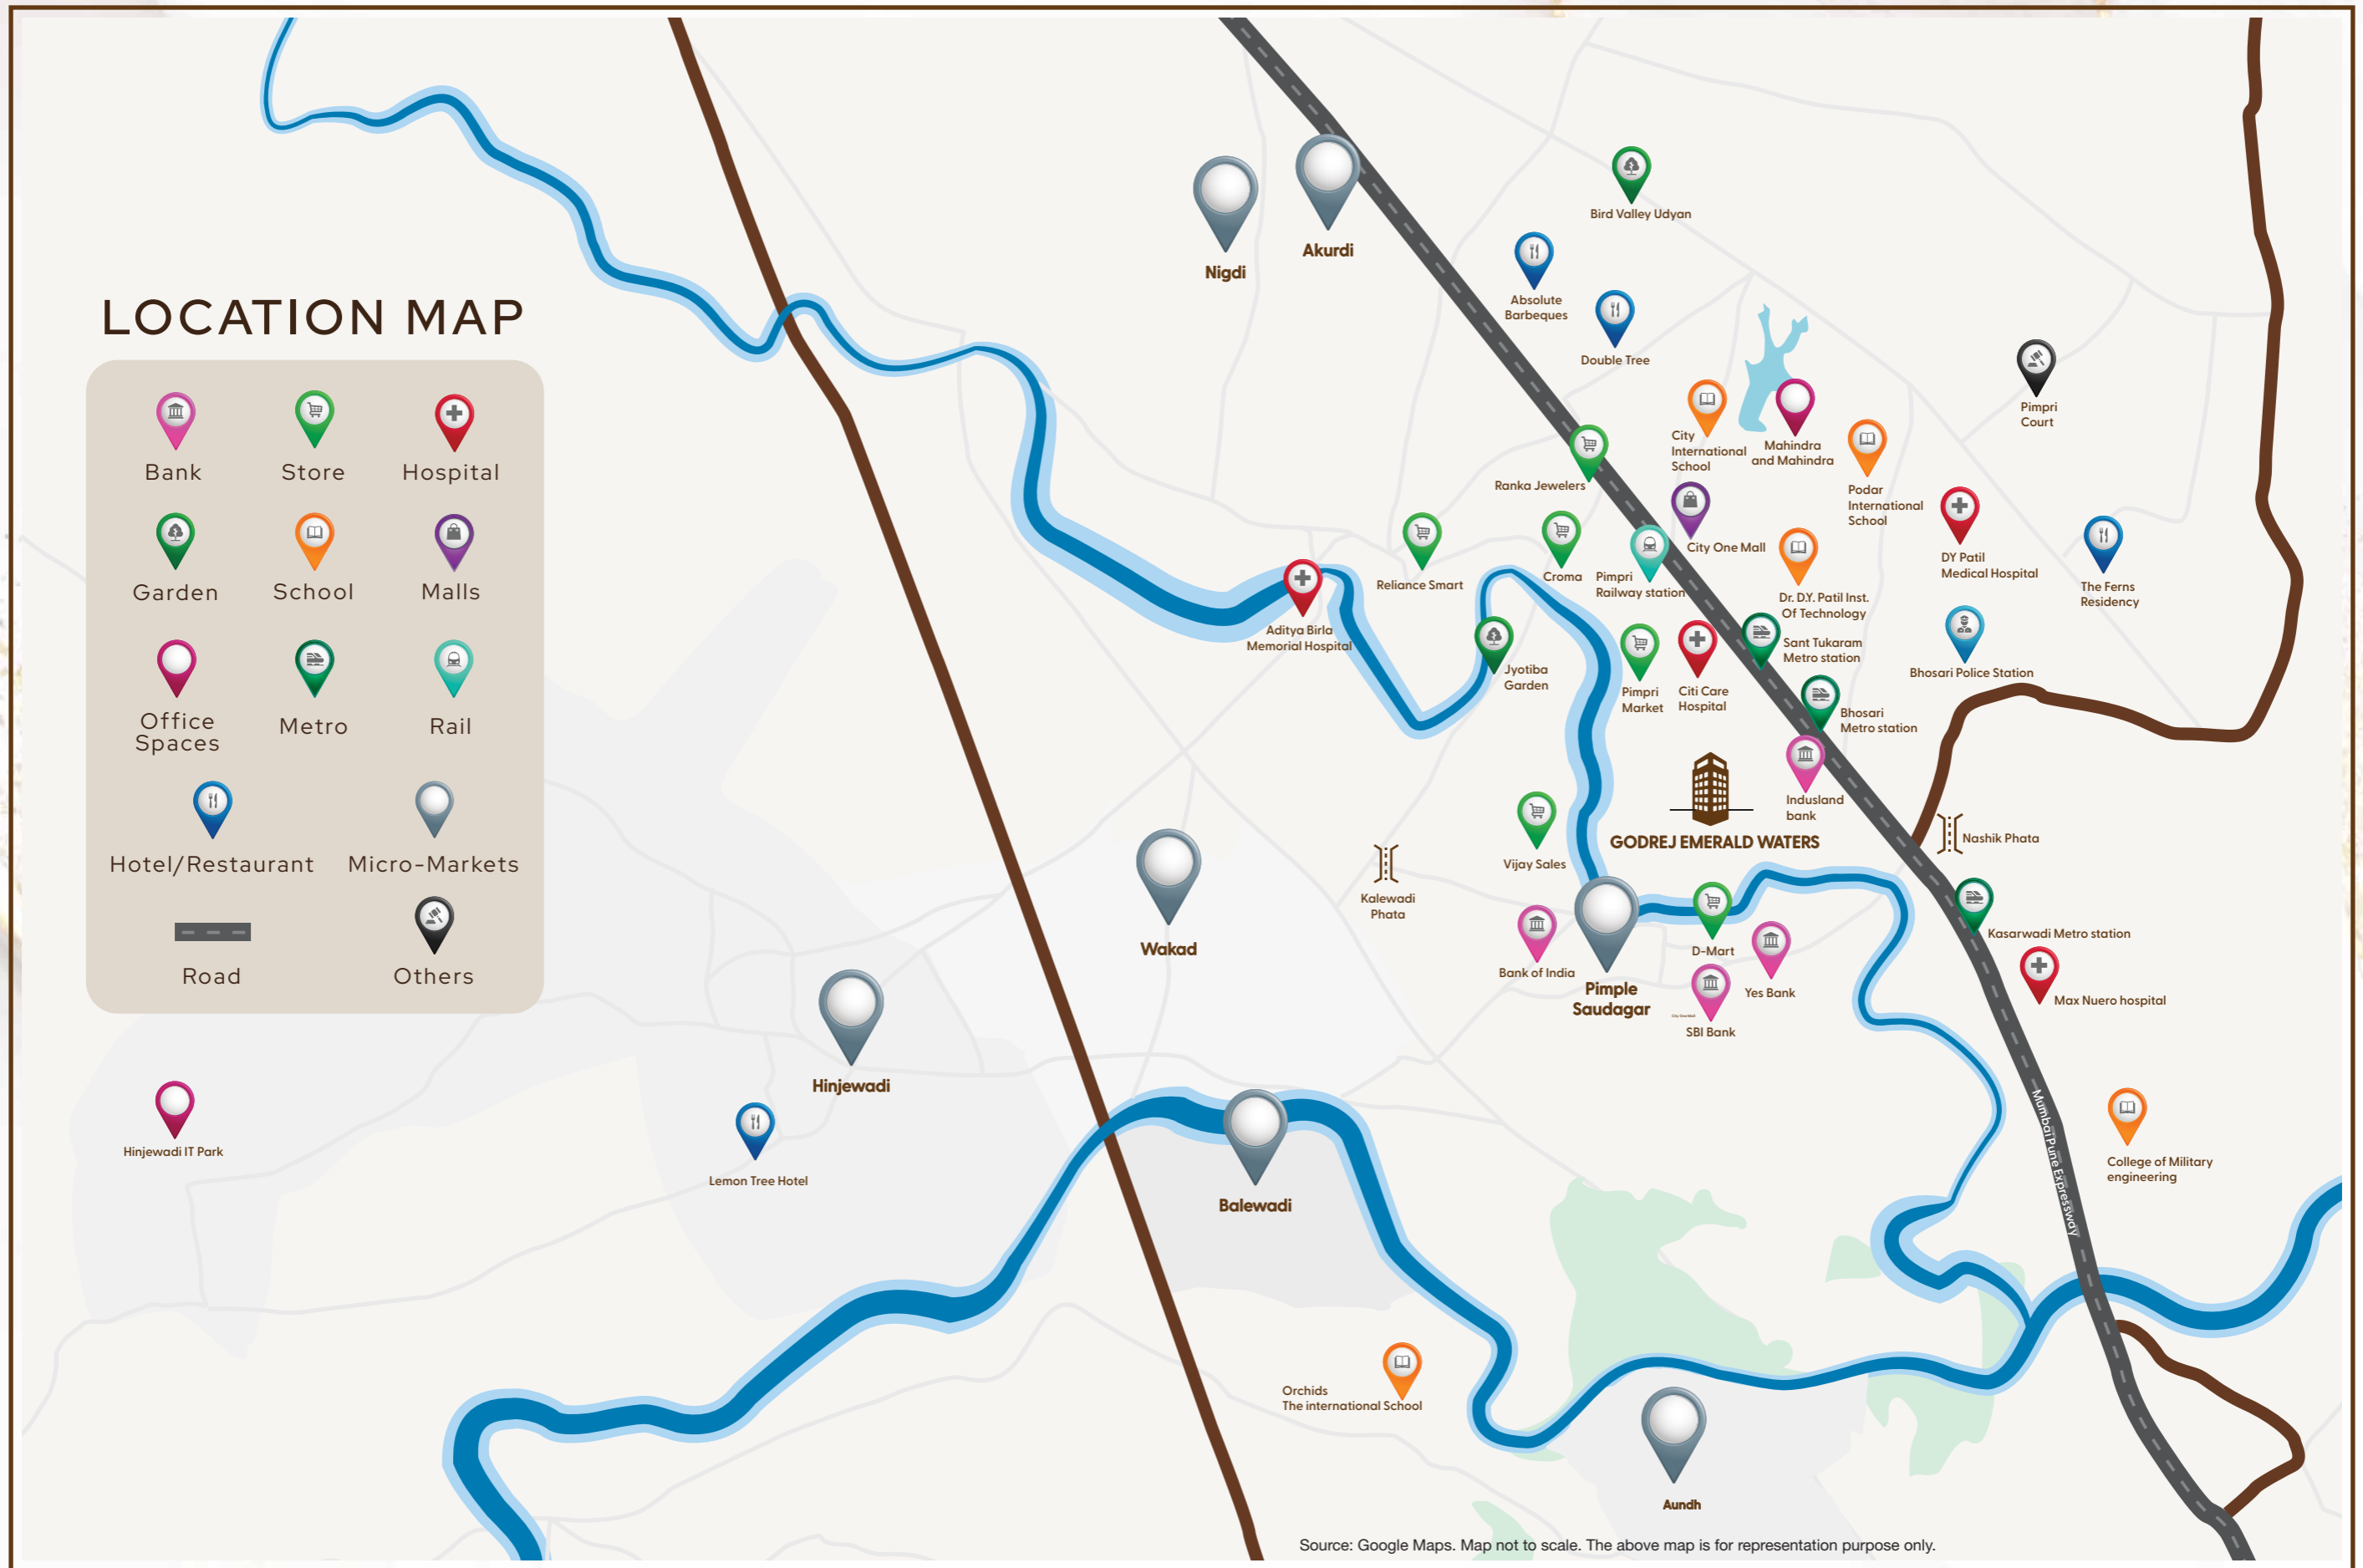 LOCATION MAP
Bank
Store
Hospital
Garden
School
Malls
Office
Spaces
Metro
Rail
Hotel/Restaurant
Micro-Markets
Road
Others
Nigdi
Akurdi
Bird Valley Udyan
Absolute
Barbeques
Double Tree
Pimpri
Court
City
International
School
Mahindra
and Mahindra
Ranka Jewelers
Podar
International
School
City One Mall
DY Patil
Medical Hospital
Reliance Smart
Croma
Pimpri
Railway station
Dr. D.Y. Patil Inst.
Of Technology
The Ferns
Residency
Aditya Birla
Memorial Hospital
Sant Tukaram
Metro station
Bhosari Police Station
Jyotiba
Garden
Pimpri
Market
Citi Care
Hospital
Bhosari
Metro station
Indusland
bank
GODREJ EMERALD WATERS
Nashik Phata
Vijay Sales
Kalewadi
Phata
Wakad
Kasarwadi Metro station
Bank of India
D-Mart
Pimple
Saudagar
Yes Bank
Max Nuero hospital
City One Mall
SBI Bank
Hinjewadi
Mumbai Pune Expressway
Hinjewadi IT Park
Lemon Tree Hotel
College of Military
engineering
Balewadi
Orchids
The international School
Aundh
Source: Google Maps. Map not to scale. The above map is for representation purpose only.